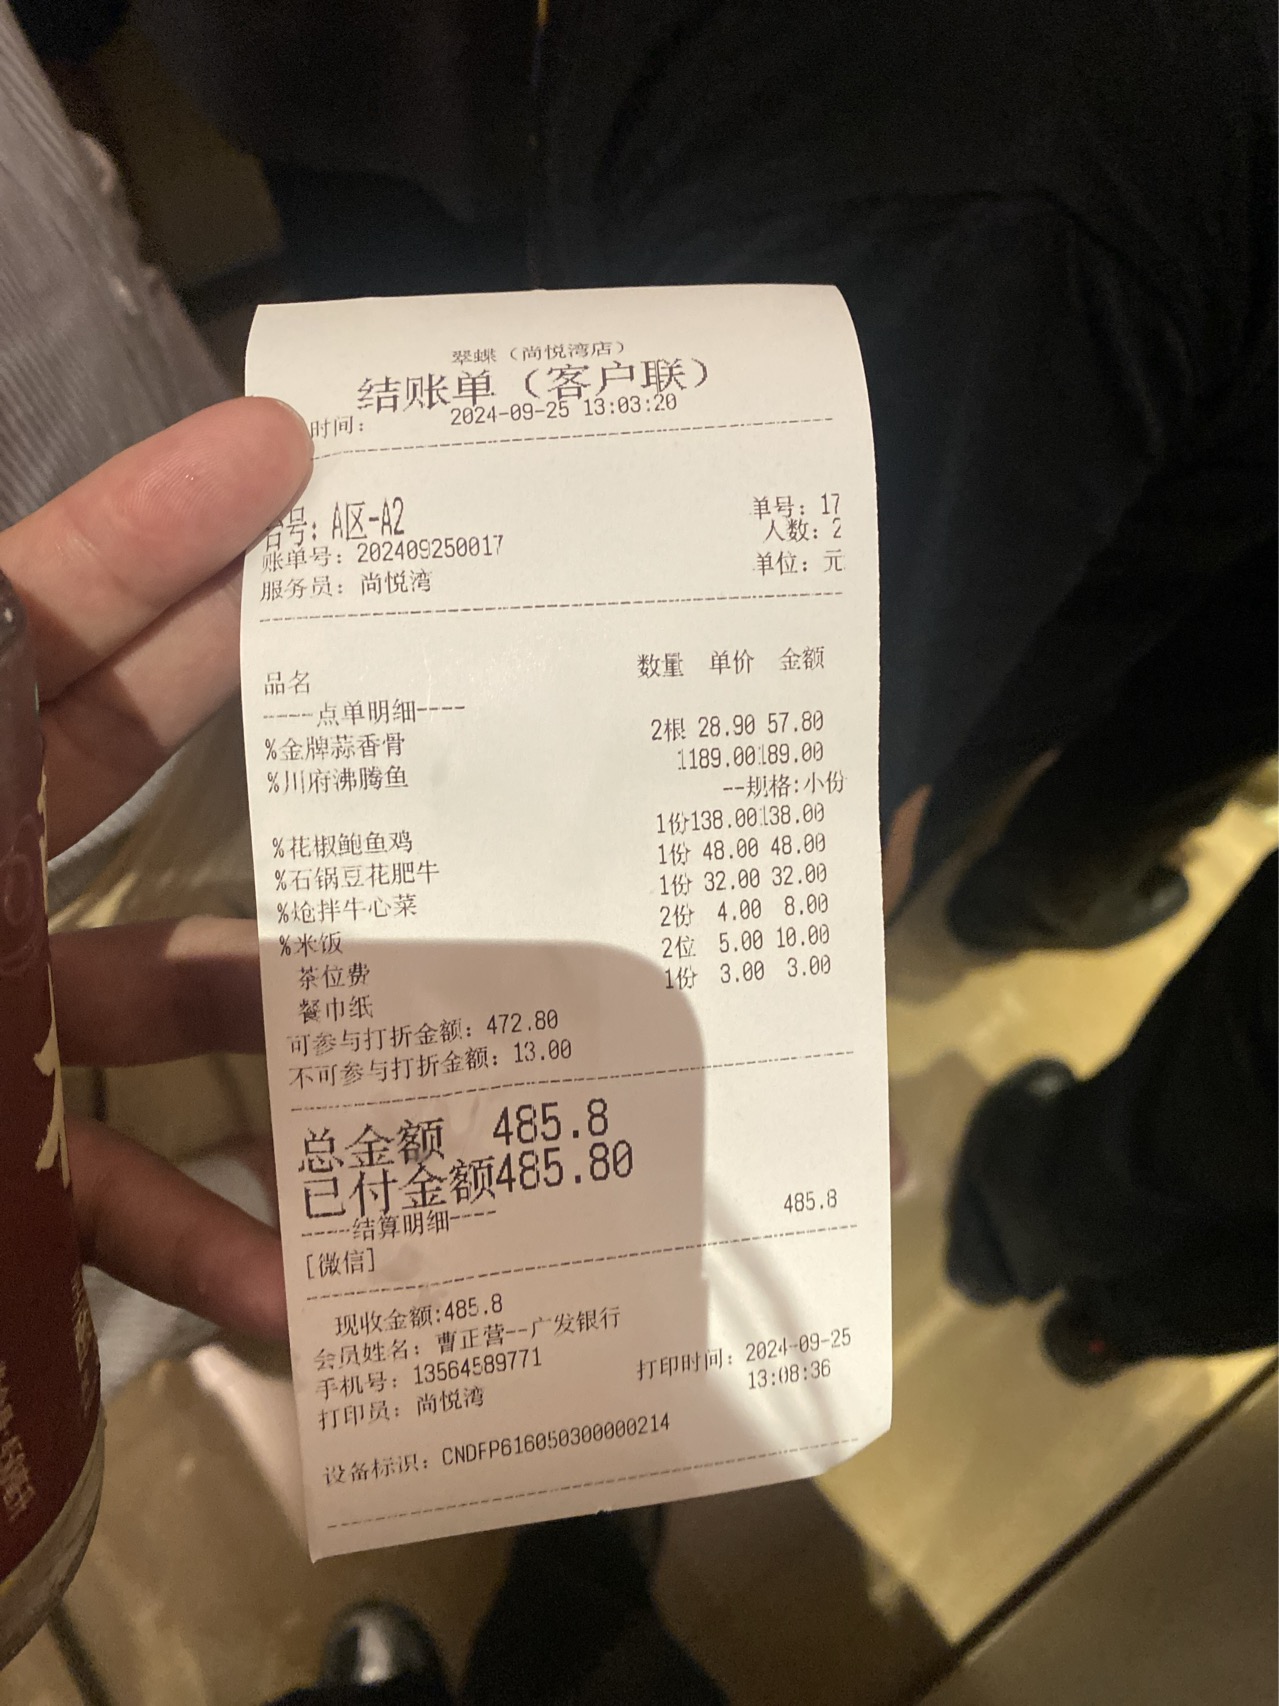 翠蝶（尚悦湾店）
结账单（客户联）
时间： 2024-09-25 13:03:20
台号：A区-A2 单号：17
人数：2
账单号：202409250017
服务员：尚悦湾 单位：元
品名 数量 单价 金额
----点单明细----
%金牌蒜香骨 2根 28.90 57.80
%川府沸腾鱼 1189.00189.00
--规格:小份
%花椒鲍鱼鸡 1份138.00138.00
%石锅豆花肥牛 1份 48.00 48.00
%炝拌牛心菜 1份 32.00 32.00
%米饭 2份 4.00 8.00
茶位费 2位 5.00 10.00
餐巾纸 1份 3.00 3.00
可参与打折金额：472.80
不可参与打折金额：13.00
总金额 485.8
已付金额485.80
----结算明细----
[微信] 485.8
现收金额:485.8
会员姓名：曹正营--广发银行
手机号：13564589771
打印员：尚悦湾 打印时间：2024-09-25
13:08:36
设备标识：CNDFP616050300000214